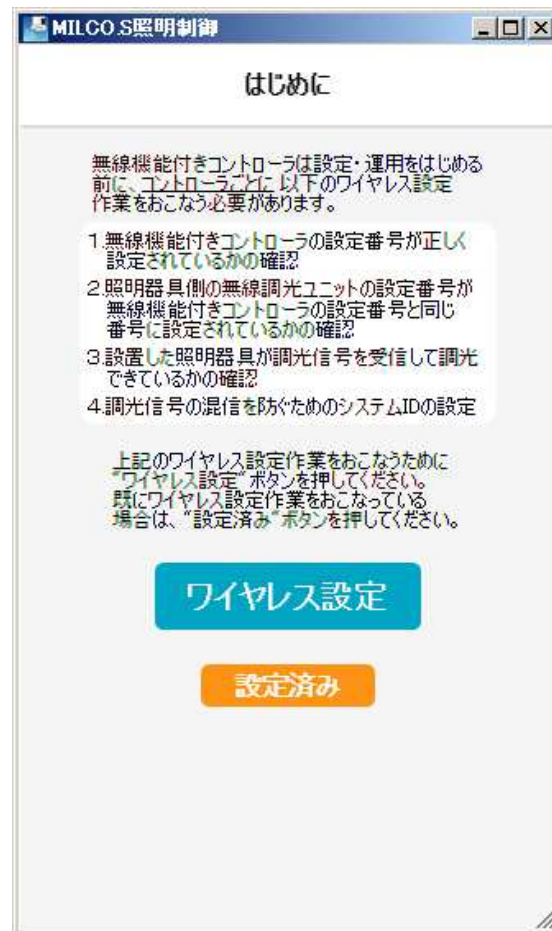 MILCO.S照明制御
はじめに
無線機能付きコントローラは設定・運用をはじめる
前に、コントローラごとに 以下のワイヤレス設定
作業をおこなう必要があります。
1.無線機能付きコントローラの設定番号が正しく
設定されているかの確認
2.照明器具側の無線調光ユニットの設定番号が
無線機能付きコントローラの設定番号と同じ
番号に設定されているかの確認
3.設置した照明器具が調光信号を受信して調光
できているかの確認
4.調光信号の混信を防ぐためのシステムIDの設定
上記のワイヤレス設定作業をおこなうために
"ワイヤレス設定"ボタンを押してください。
既にワイヤレス設定作業をおこなっている
場合は、"設定済み"ボタンを押してください。
ワイヤレス設定
設定済み